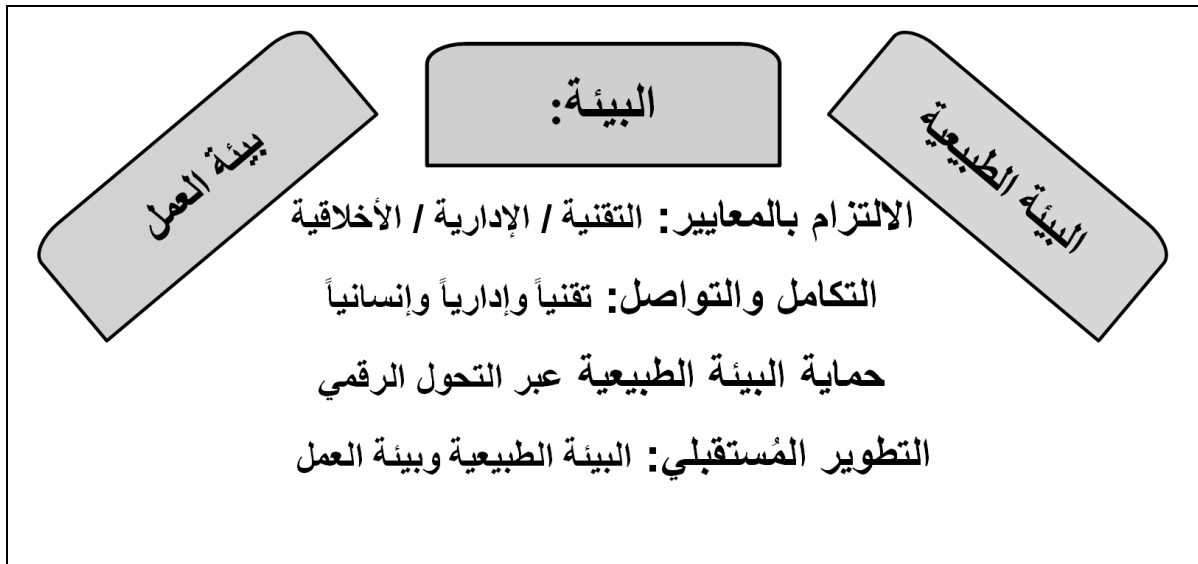 البيئة:
البيئة الطبيعية
بيئة العمل
الالتزام بالمعايير: التقنية / الإدارية / الأخلاقية
التكامل والتواصل: تقنياً وإدارياً وإنسانياً
حماية البيئة الطبيعية عبر التحول الرقمي
التطوير المُستقبلي: البيئة الطبيعية وبيئة العمل